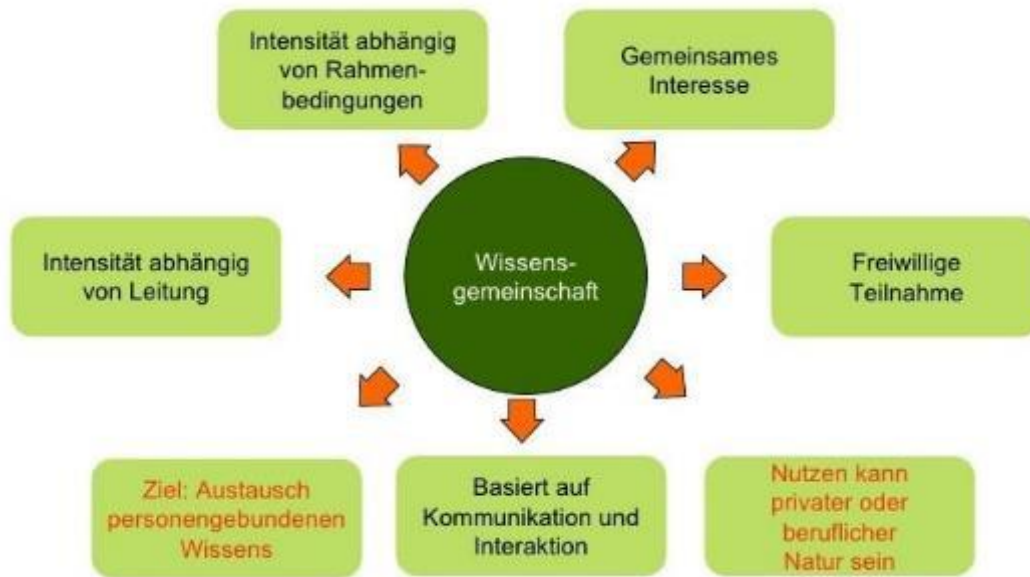 Intensität abhängig
von Rahmen-
bedingungen
Gemeinsames
Interesse
Intensität abhängig
von Leitung
Wissens-
gemeinschaft
Freiwillige
Teilnahme
Ziel: Austausch
personengebundenen
Wissens
Basiert auf
Kommunikation und
Interaktion
Nutzen kann
privater oder
beruflicher
Natur sein